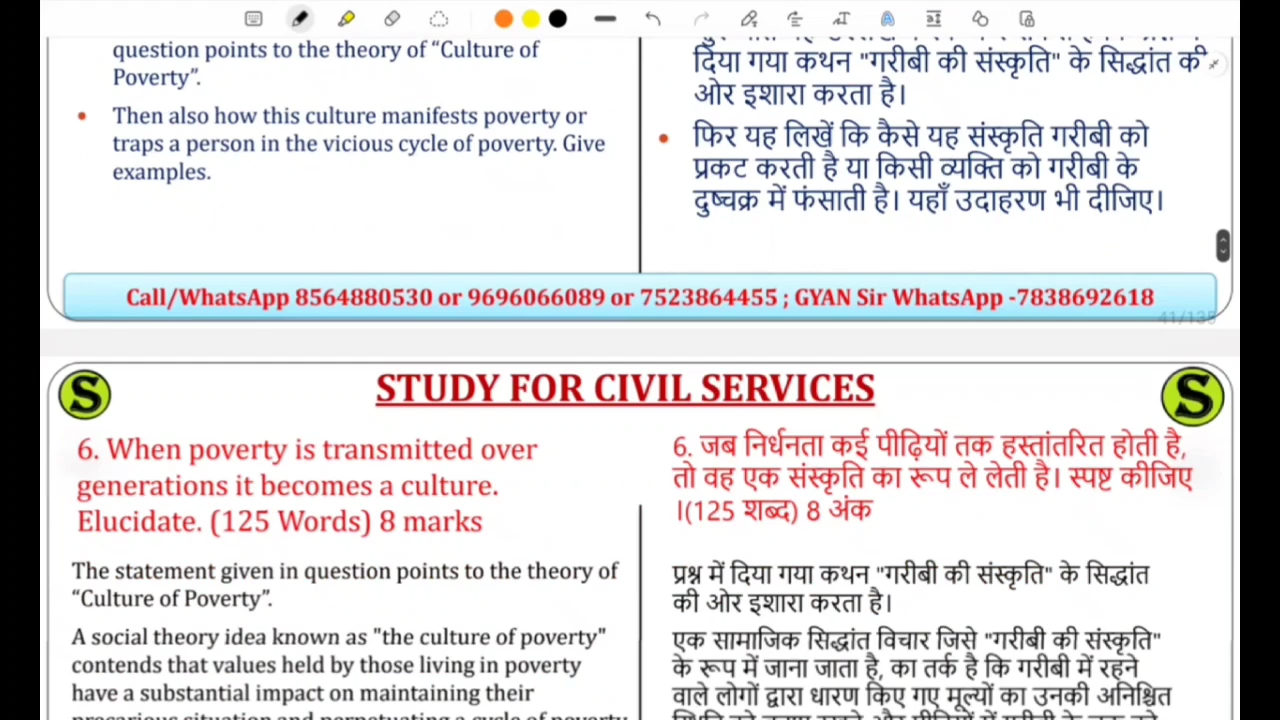 question points to the theory of “Culture of
Poverty”.
• Then also how this culture manifests poverty or
traps a person in the vicious cycle of poverty. Give
examples.
दिया गया कथन "गरीबी की संस्कृति" के सिद्धांत की
ओर इशारा करता है।
• फिर यह लिखें कि कैसे यह संस्कृति गरीबी को
प्रकट करती है या किसी व्यक्ति को गरीबी के
दुष्चक्र में फंसाती है। यहाँ उदाहरण भी दीजिए।
Call/WhatsApp 8564880530 or 9696066089 or 7523864455 ; GYAN Sir WhatsApp -7838692618
S
STUDY FOR CIVIL SERVICES
S
6. When poverty is transmitted over
generations it becomes a culture.
Elucidate. (125 Words) 8 marks
The statement given in question points to the theory of
“Culture of Poverty”.
A social theory idea known as "the culture of poverty"
contends that values held by those living in poverty
have a substantial impact on maintaining their
precarious situation and perpetuating a cycle of poverty
6. जब निर्धनता कई पीढ़ियों तक हस्तांतरित होती है,
तो वह एक संस्कृति का रूप ले लेती है। स्पष्ट कीजिए
।(125 शब्द) 8 अंक
प्रश्न में दिया गया कथन "गरीबी की संस्कृति" के सिद्धांत
की ओर इशारा करता है।
एक सामाजिक सिद्धांत विचार जिसे "गरीबी की संस्कृति"
के रूप में जाना जाता है, का तर्क है कि गरीबी में रहने
वाले लोगों द्वारा धारण किए गए मूल्यों का उनकी अनिश्चित